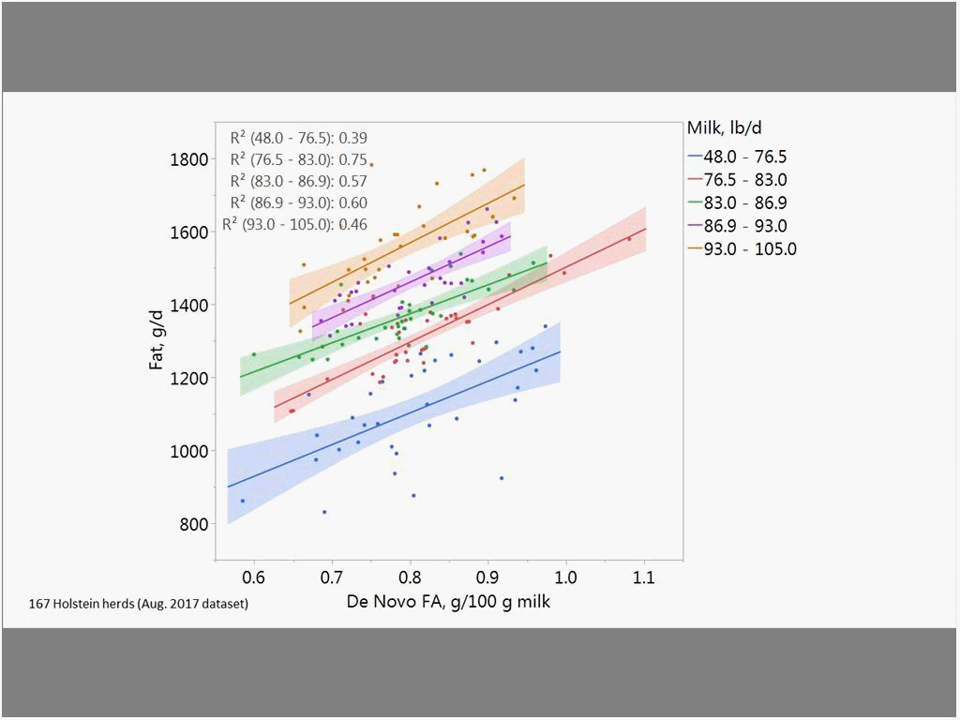 R² (48.0 - 76.5): 0.39
R² (76.5 - 83.0): 0.75
R² (83.0 - 86.9): 0.57
R² (86.9 - 93.0): 0.60
R² (93.0 - 105.0): 0.46
Milk, lb/d
48.0 - 76.5
76.5 - 83.0
83.0 - 86.9
86.9 - 93.0
93.0 - 105.0
Fat, g/d
1800
1600
1400
1200
1000
800
0.6 0.7 0.8 0.9 1.0 1.1
De Novo FA, g/100 g milk
167 Holstein herds (Aug. 2017 dataset)